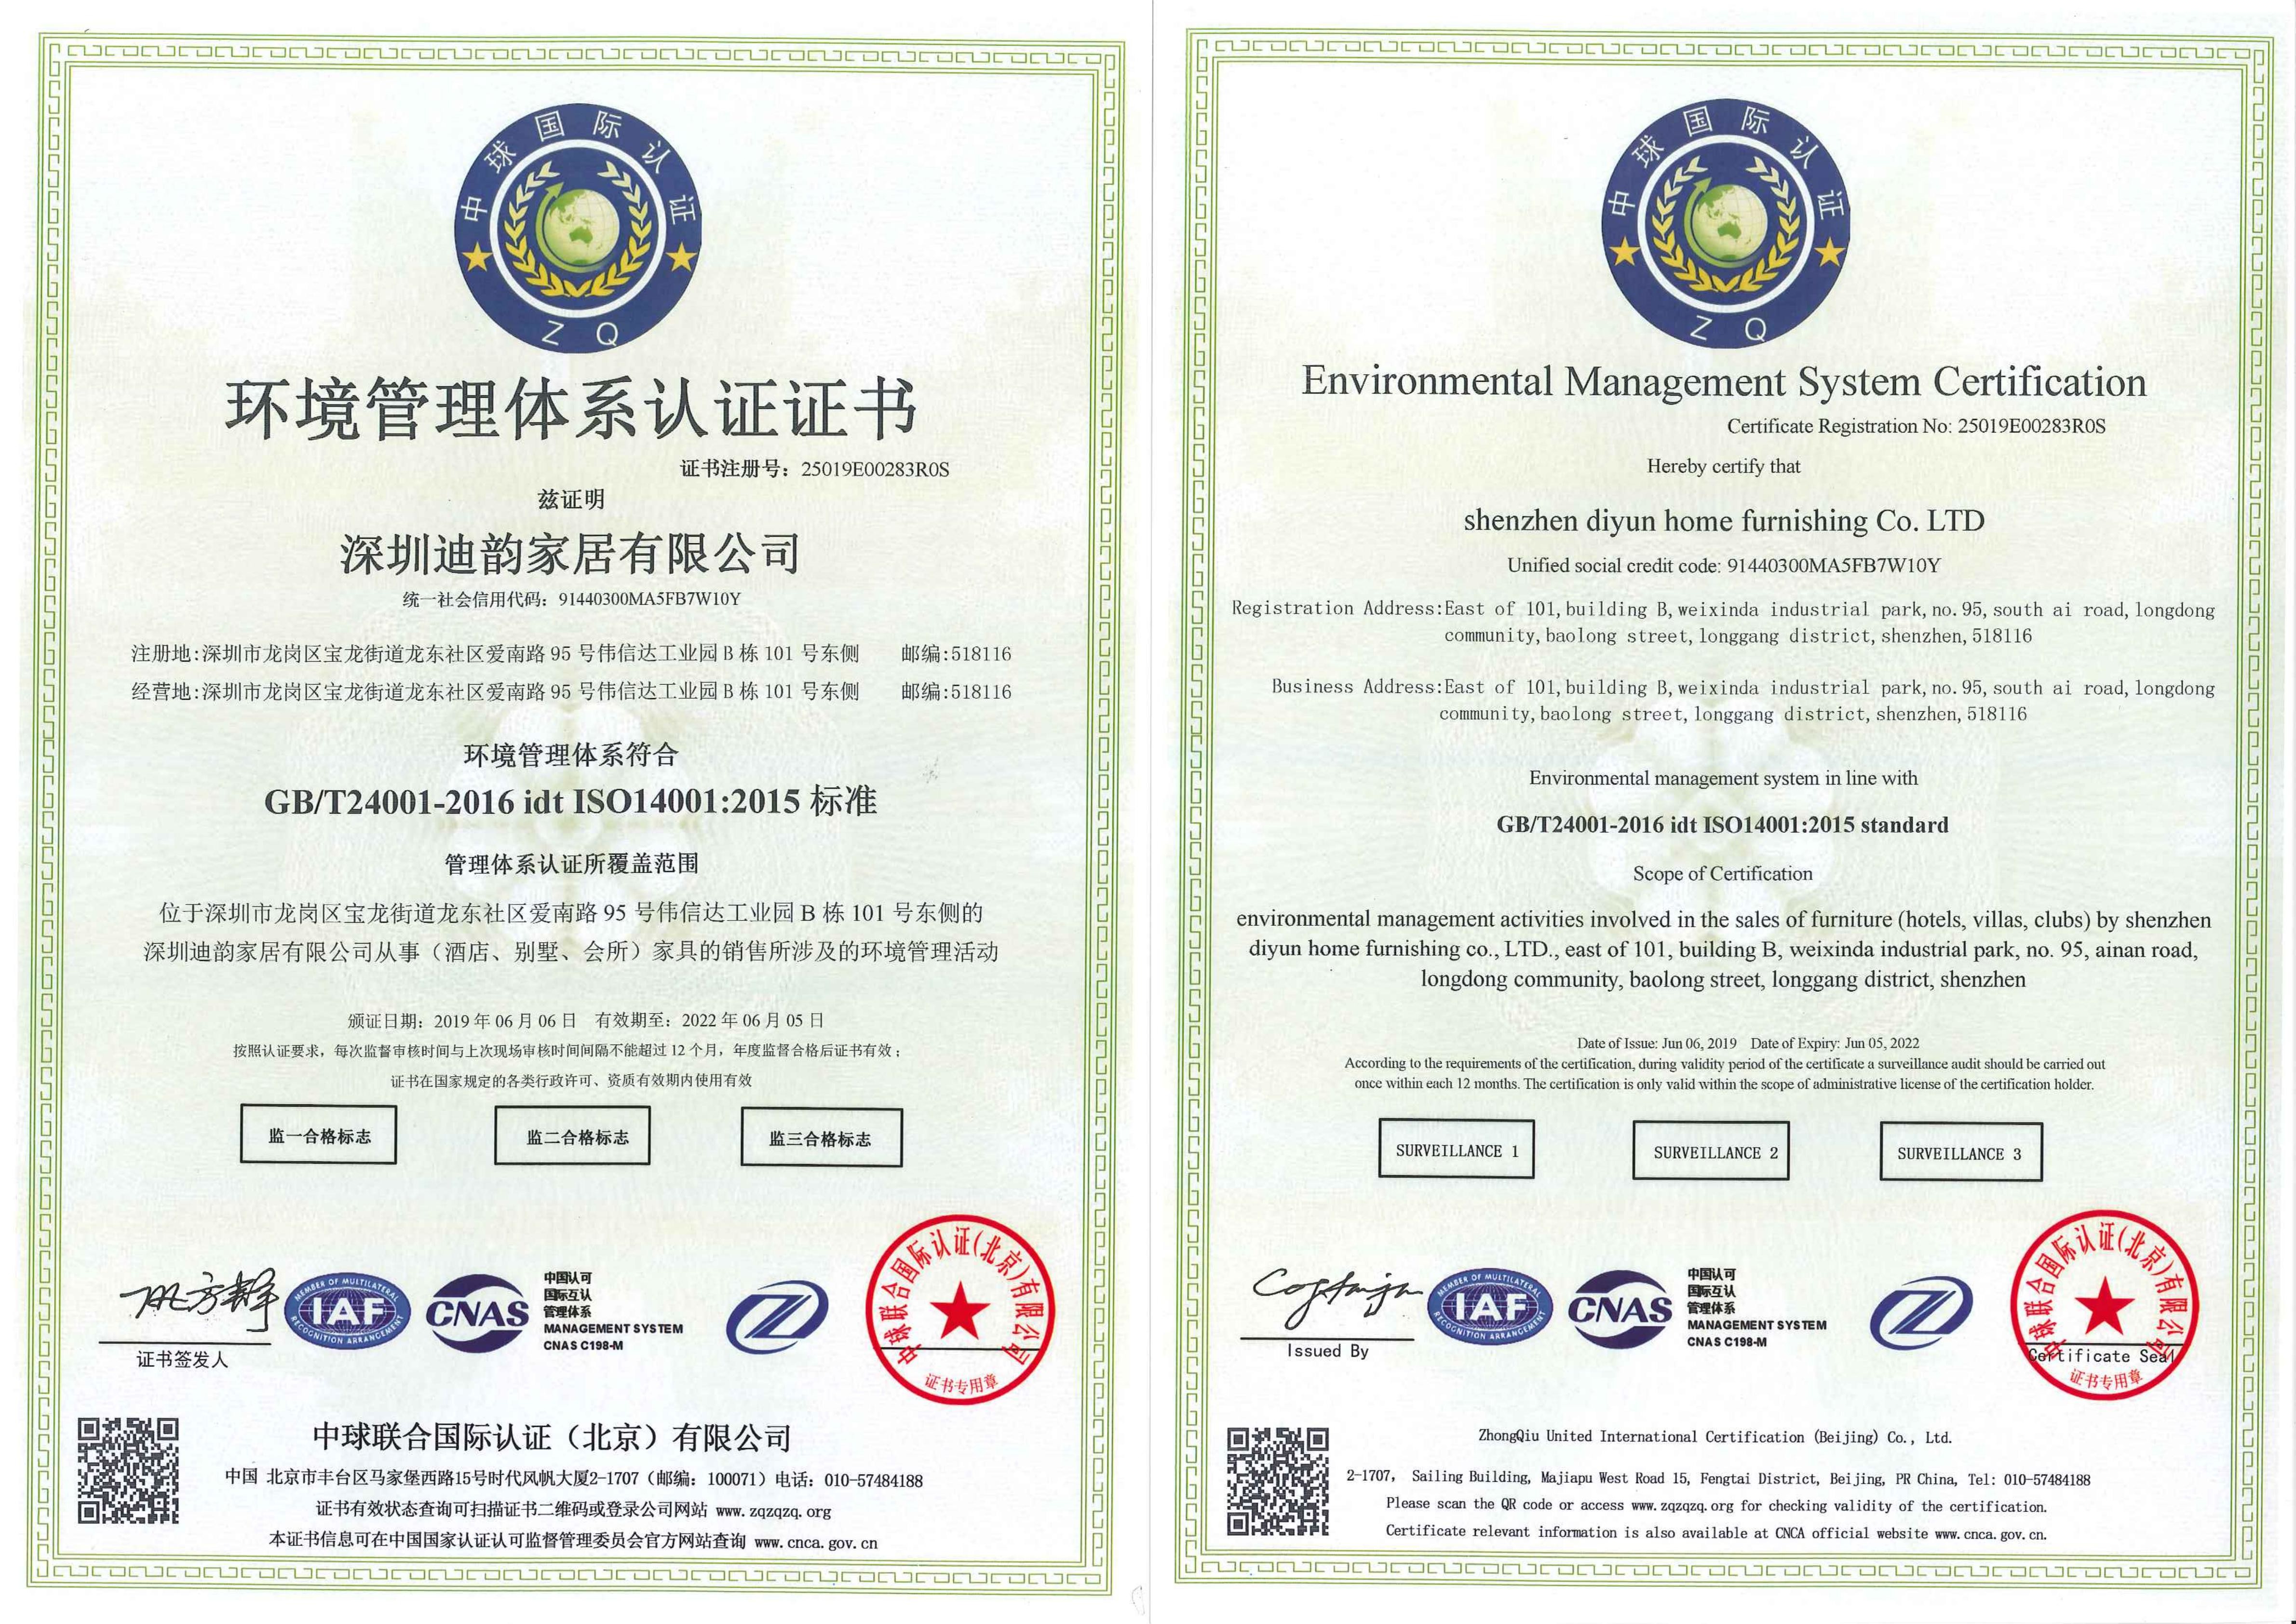 中球国际认证
ZQ
环境管理体系认证证书
证书注册号：25019E00283R0S
兹证明
深圳迪韵家居有限公司
统一社会信用代码：91440300MA5FB7W10Y
注册地:深圳市龙岗区宝龙街道龙东社区爱南路 95 号伟信达工业园 B 栋 101 号东侧 邮编:518116
经营地:深圳市龙岗区宝龙街道龙东社区爱南路 95 号伟信达工业园 B 栋 101 号东侧 邮编:518116
环境管理体系符合
GB/T24001-2016 idt ISO14001:2015 标准
管理体系认证所覆盖范围
位于深圳市龙岗区宝龙街道龙东社区爱南路 95 号伟信达工业园 B 栋 101 号东侧的
深圳迪韵家居有限公司从事（酒店、别墅、会所）家具的销售所涉及的环境管理活动
颁证日期：2019 年 06 月 06 日 有效期至：2022 年 06 月 05 日
按照认证要求，每次监督审核时间与上次现场审核时间间隔不能超过 12 个月，年度监督合格后证书有效；
证书在国家规定的各类行政许可、资质有效期内使用有效
监一合格标志 监二合格标志 监三合格标志
证书签发人
MEMBER OF MULTILATERAL
IAF
RECOGNITION ARRANGEMENT
CNAS
中国认可
国际互认
管理体系
MANAGEMENT SYSTEM
CNAS C198-M
中球联合国际认证(北京)有限公司
证书专用章
中球联合国际认证（北京）有限公司
中国 北京市丰台区马家堡西路15号时代风帆大厦2-1707（邮编：100071）电话：010-57484188
证书有效状态查询可扫描证书二维码或登录公司网站 www.zqzqzq.org
本证书信息可在中国国家认证认可监督管理委员会官方网站查询 www.cnca.gov.cn
中球国际认证
ZQ
Environmental Management System Certification
Certificate Registration No: 25019E00283R0S
Hereby certify that
shenzhen diyun home furnishing Co. LTD
Unified social credit code: 91440300MA5FB7W10Y
Registration Address:East of 101,building B,weixinda industrial park,no.95,south ai road,longdong
community,baolong street,longgang district,shenzhen,518116
Business Address:East of 101,building B,weixinda industrial park,no.95,south ai road,longdong
community,baolong street,longgang district,shenzhen,518116
Environmental management system in line with
GB/T24001-2016 idt ISO14001:2015 standard
Scope of Certification
environmental management activities involved in the sales of furniture (hotels, villas, clubs) by shenzhen
diyun home furnishing co., LTD., east of 101, building B, weixinda industrial park, no. 95, ainan road,
longdong community, baolong street, longgang district, shenzhen
Date of Issue: Jun 06, 2019 Date of Expiry: Jun 05, 2022
According to the requirements of the certification, during validity period of the certificate a surveillance audit should be carried out
once within each 12 months. The certification is only valid within the scope of administrative license of the certification holder.
SURVEILLANCE 1 SURVEILLANCE 2 SURVEILLANCE 3
Issued By
MEMBER OF MULTILATERAL
IAF
RECOGNITION ARRANGEMENT
CNAS
中国认可
国际互认
管理体系
MANAGEMENT SYSTEM
CNAS C198-M
中球联合国际认证(北京)有限公司
Certificate Seal
证书专用章
ZhongQiu United International Certification (Beijing) Co., Ltd.
2-1707, Sailing Building, Majiapu West Road 15, Fengtai District, Beijing, PR China, Tel: 010-57484188
Please scan the QR code or access www.zqzqzq.org for checking validity of the certification.
Certificate relevant information is also available at CNCA official website www.cnca.gov.cn.